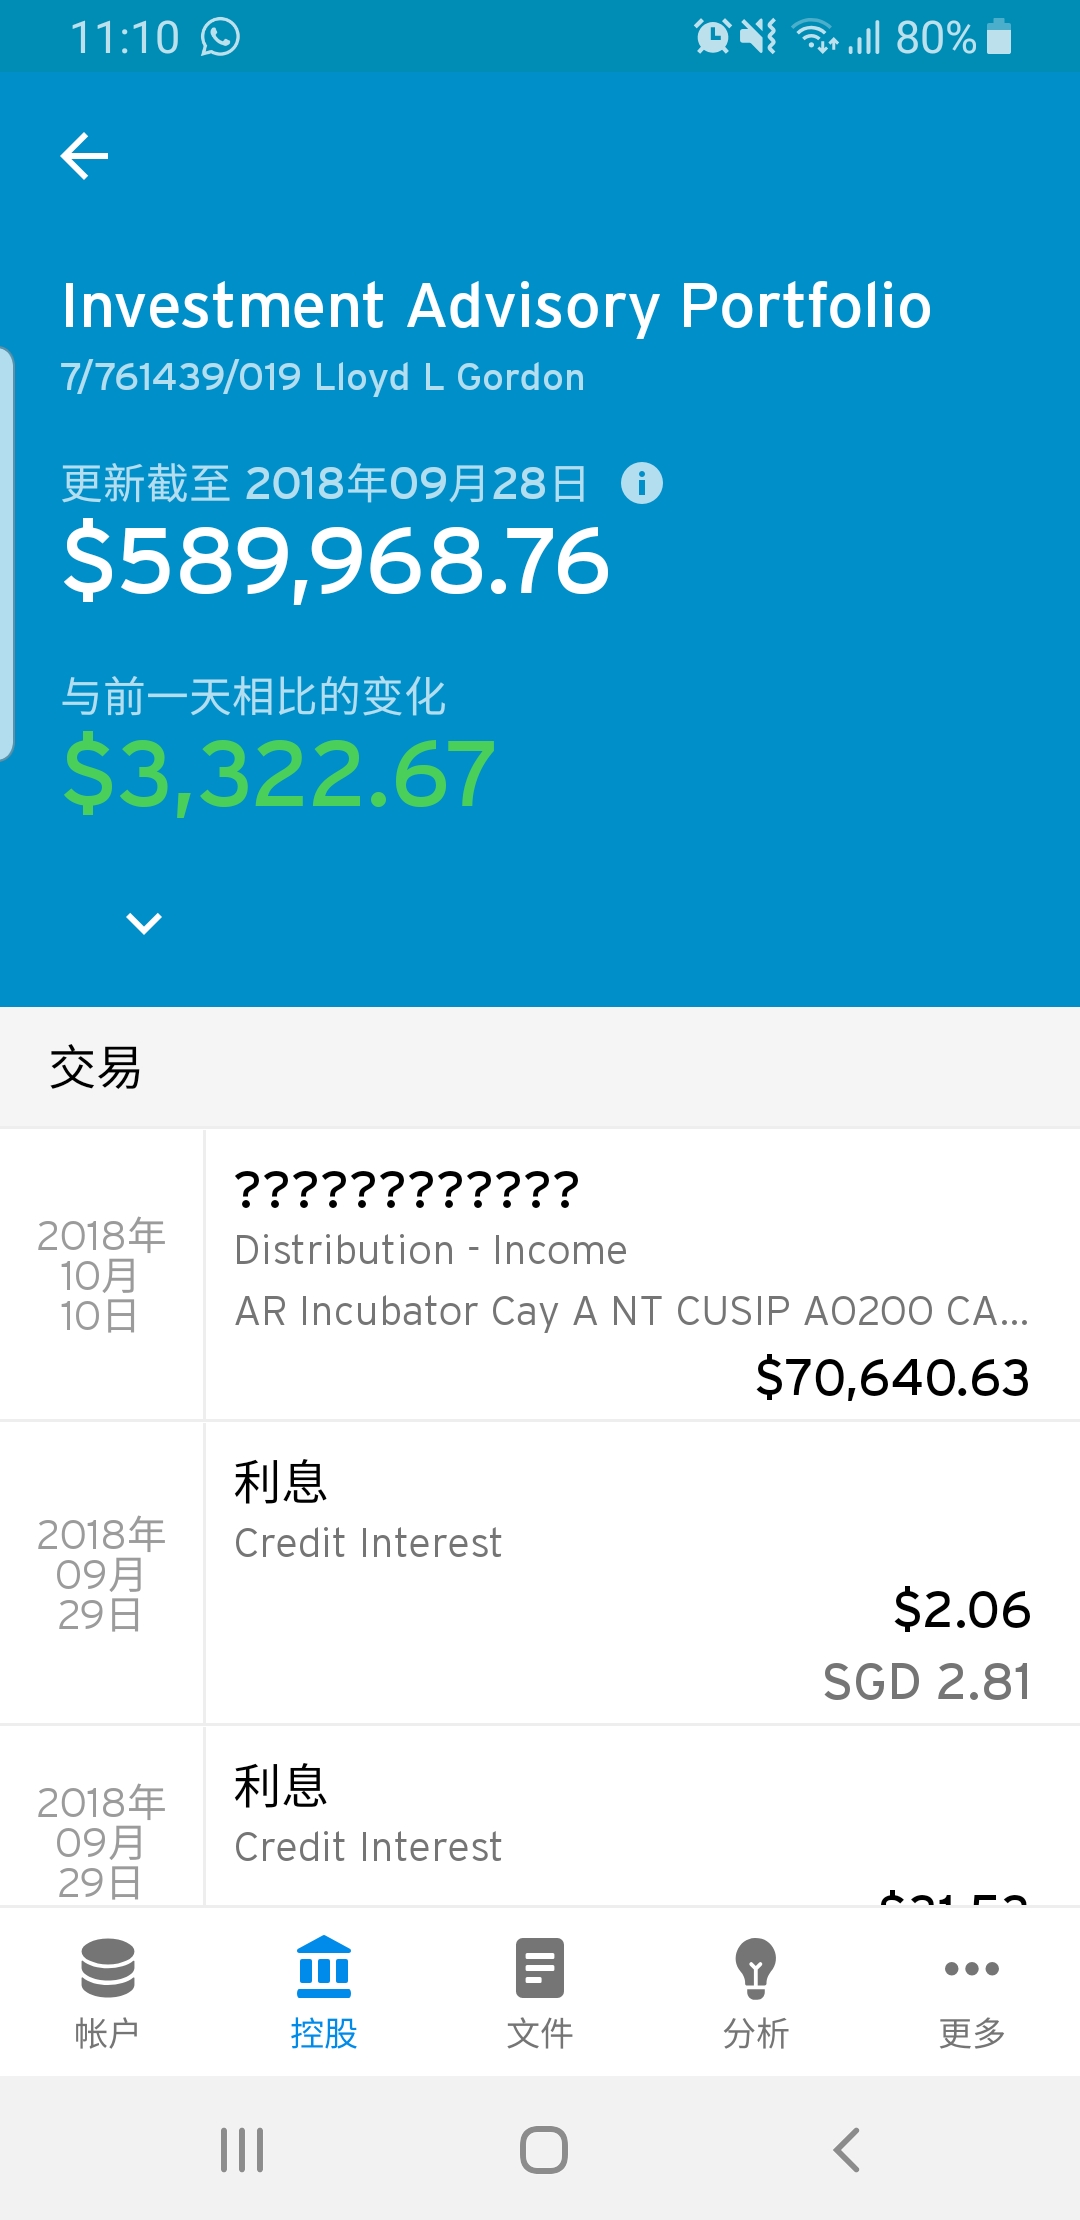 11:10
80%
Investment Advisory Portfolio
7/761439/019 Lloyd L Gordon
更新截至 2018年09月28日
$589,968.76
与前一天相比的变化
$3,322.67
交易
????????????
2018年
10月
10日
Distribution - Income
AR Incubator Cay A NT CUSIP A0200 CA...
$70,640.63
利息
2018年
09月
29日
Credit Interest
$2.06
SGD 2.81
利息
2018年
09月
29日
Credit Interest
帐户
控股
文件
分析
更多